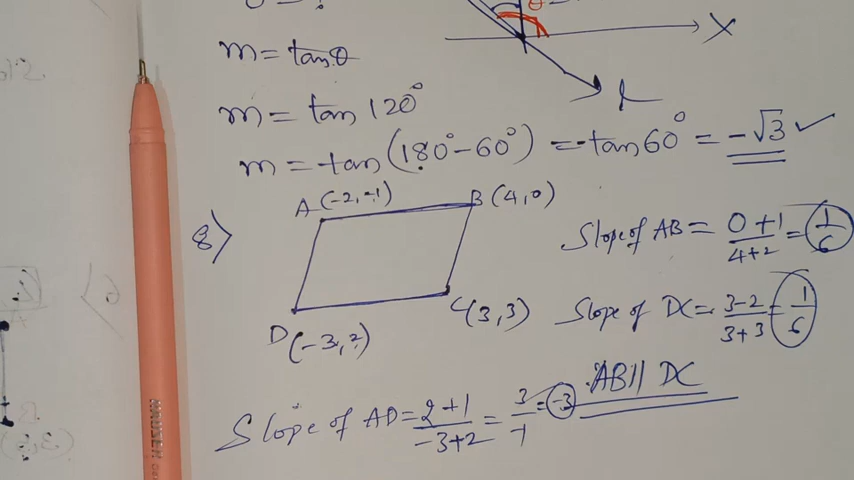 X
θ
m = tanθ
L
m = tan 120°
m = tan(180° - 60°) = -tan 60° = -√3 ✓
8) A (-2, -1) B (4, 0)
Slope of AB = 0+1/4+2 = 1/6
D (-3, 2) C (3, 3)
Slope of DC = 3-2/3+3 = 1/6
AB || DC
Slope of AD = 2+1/-3+2 = 3/-1 = -3